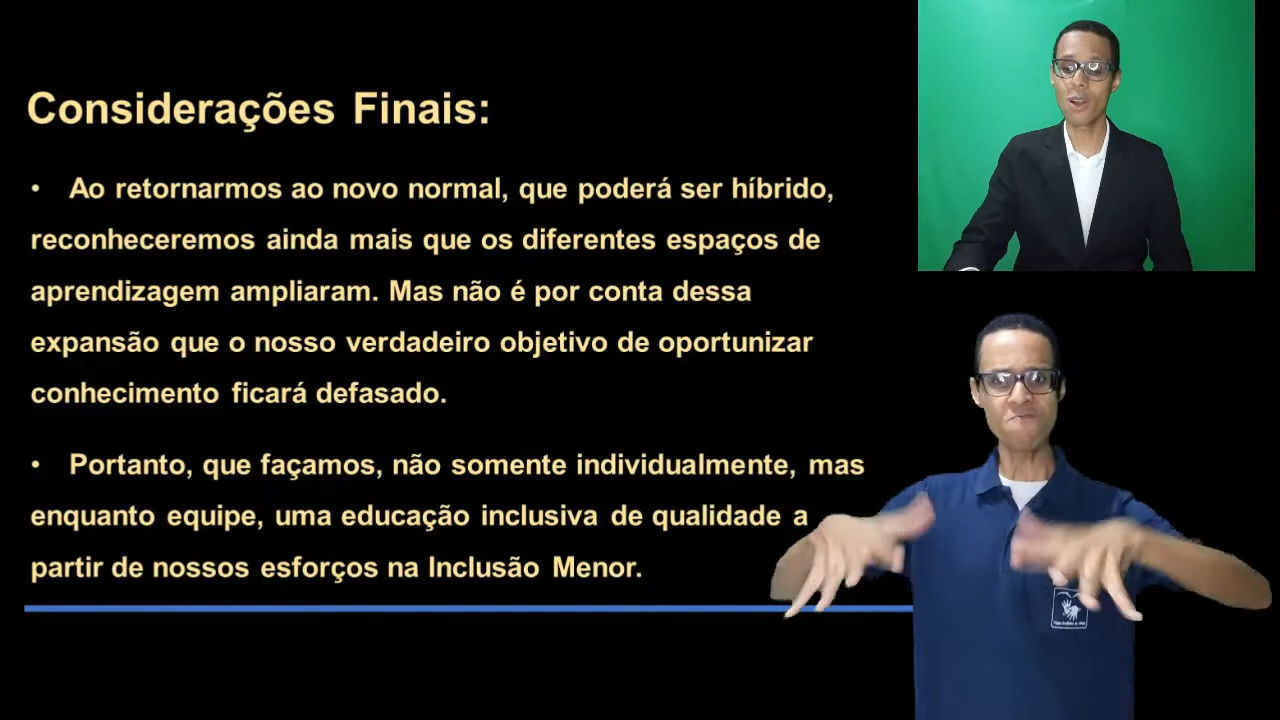 Considerações Finais:
• Ao retornarmos ao novo normal, que poderá ser híbrido,
reconheceremos ainda mais que os diferentes espaços de
aprendizagem ampliaram. Mas não é por conta dessa
expansão que o nosso verdadeiro objetivo de oportunizar
conhecimento ficará defasado.
• Portanto, que façamos, não somente individualmente, mas
enquanto equipe, uma educação inclusiva de qualidade a
partir de nossos esforços na Inclusão Menor.